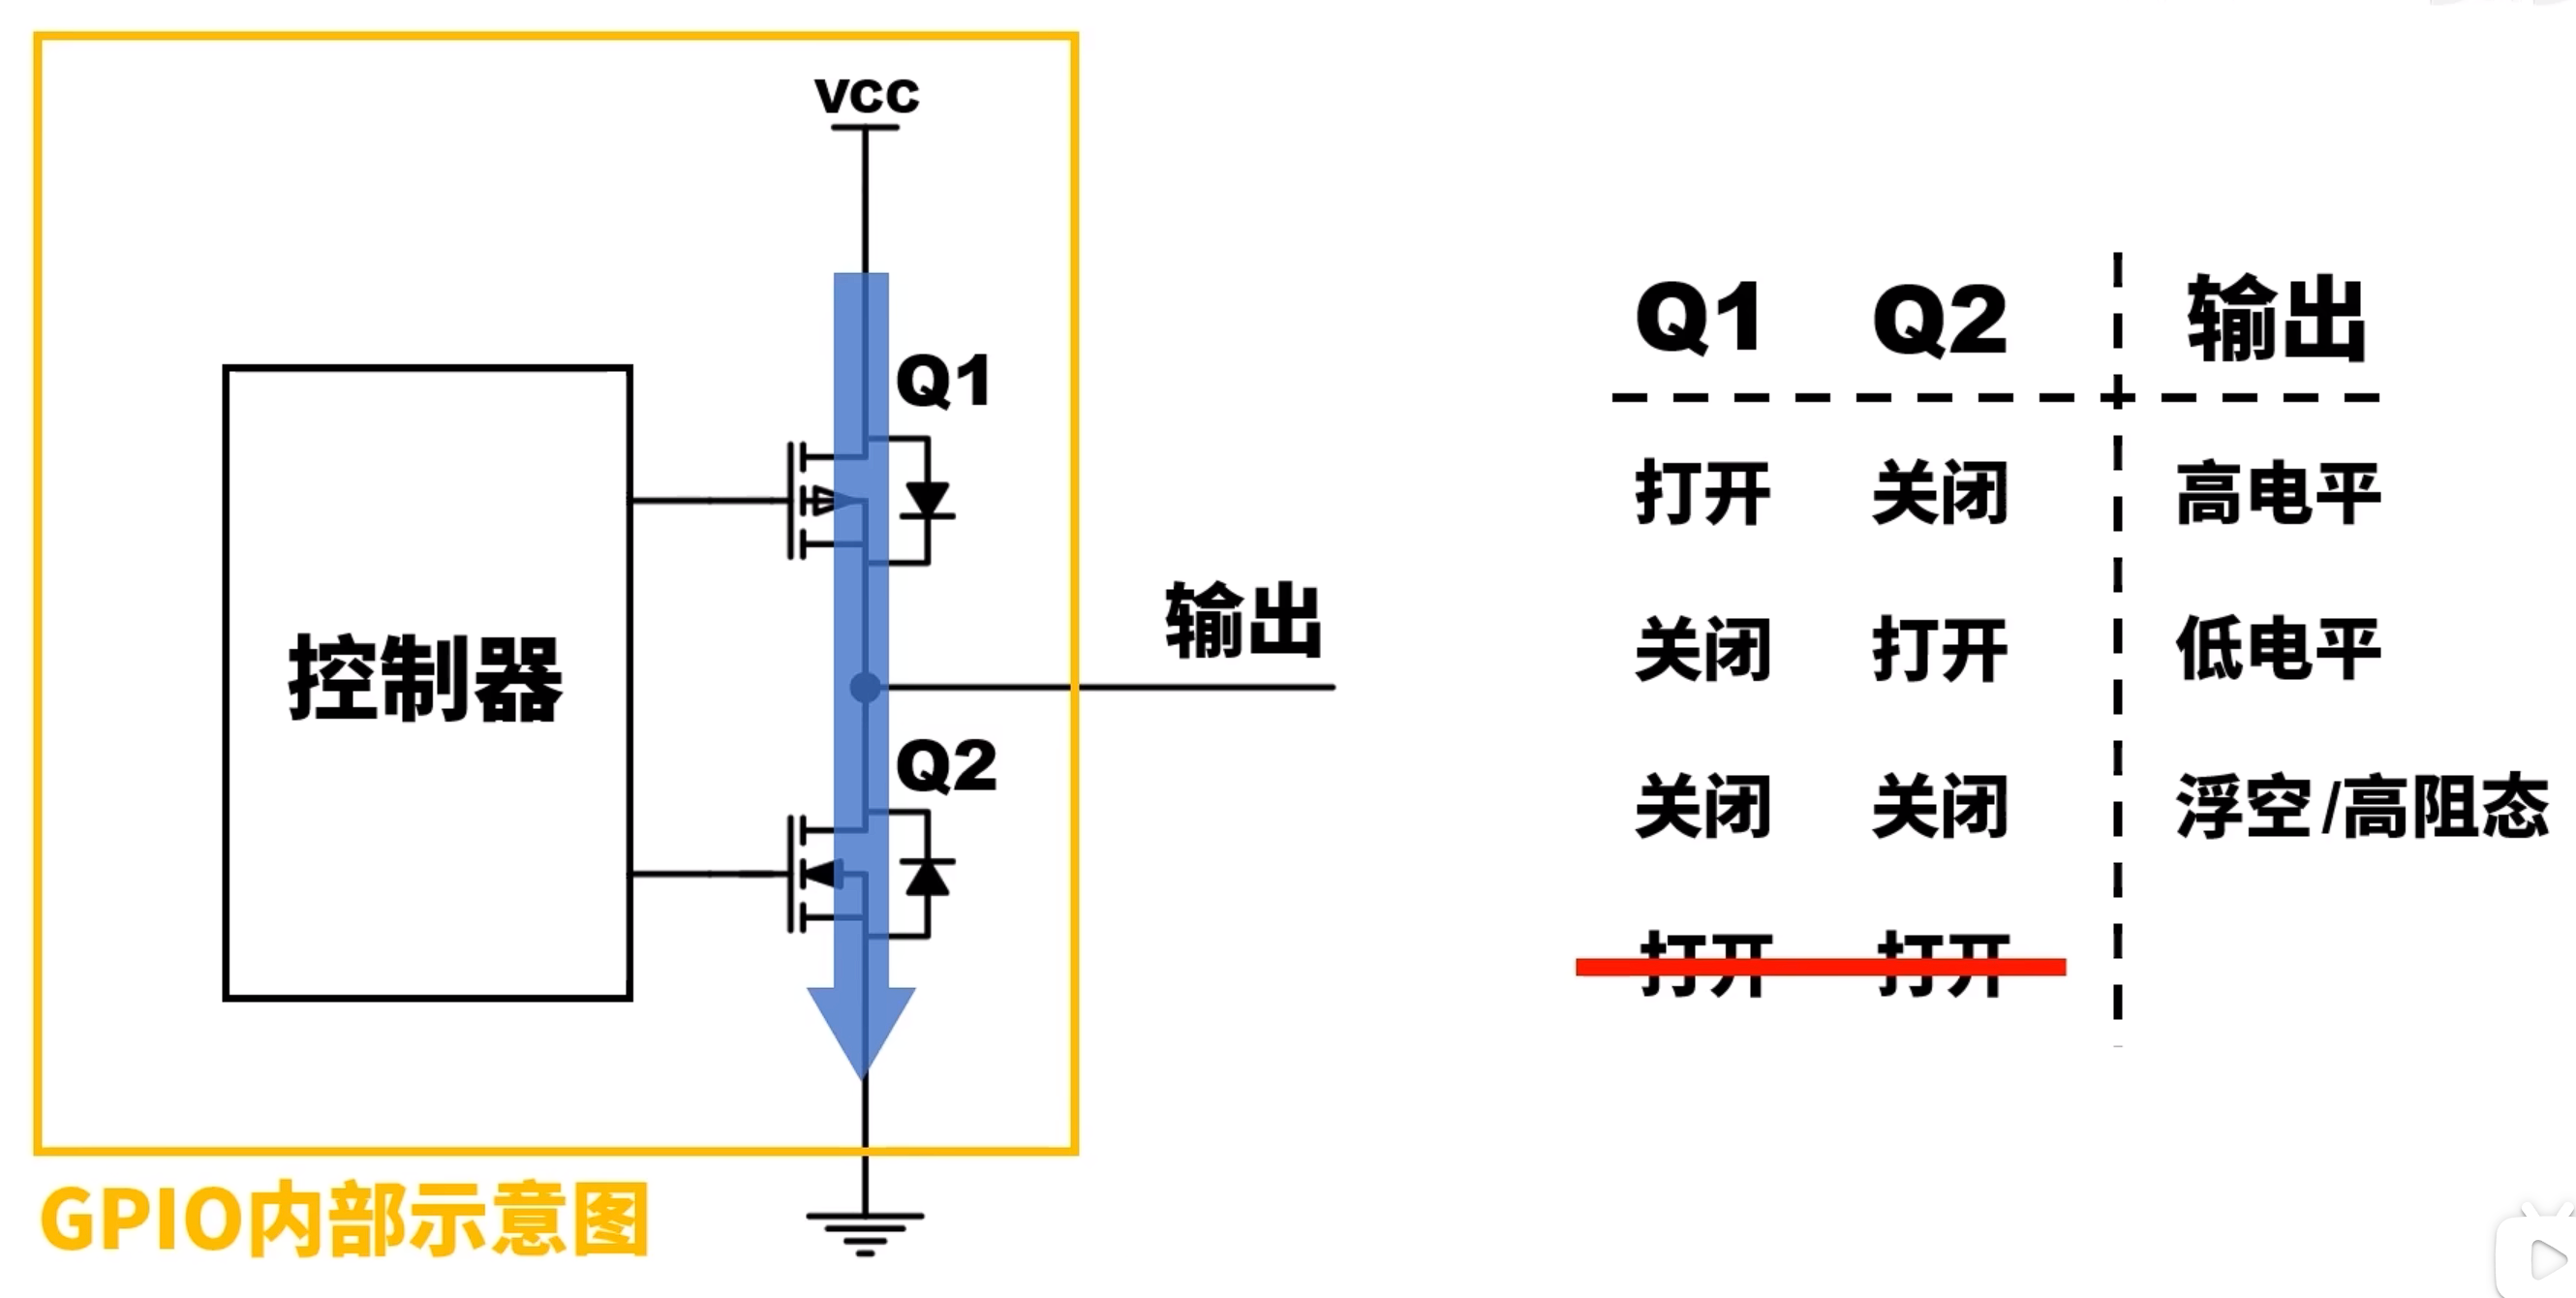 VCC
Q1
控制器
输出
Q2
GPIO内部示意图
Q1 Q2 输出
打开 关闭 高电平
关闭 打开 低电平
关闭 关闭 浮空/高阻态
打开 打开